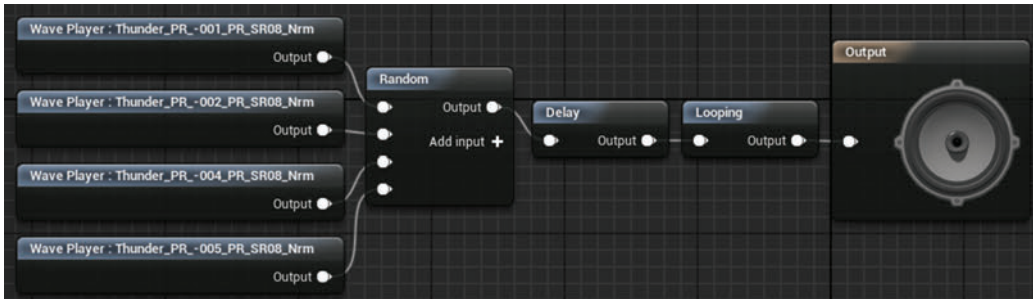 Wave Player : Thunder_PR_-001_PR_SR08_Nrm
Output
Wave Player : Thunder_PR_-002_PR_SR08_Nrm
Output
Wave Player : Thunder_PR_-004_PR_SR08_Nrm
Output
Wave Player : Thunder_PR_-005_PR_SR08_Nrm
Output
Random
Output
Add input
Delay
Output
Looping
Output
Output